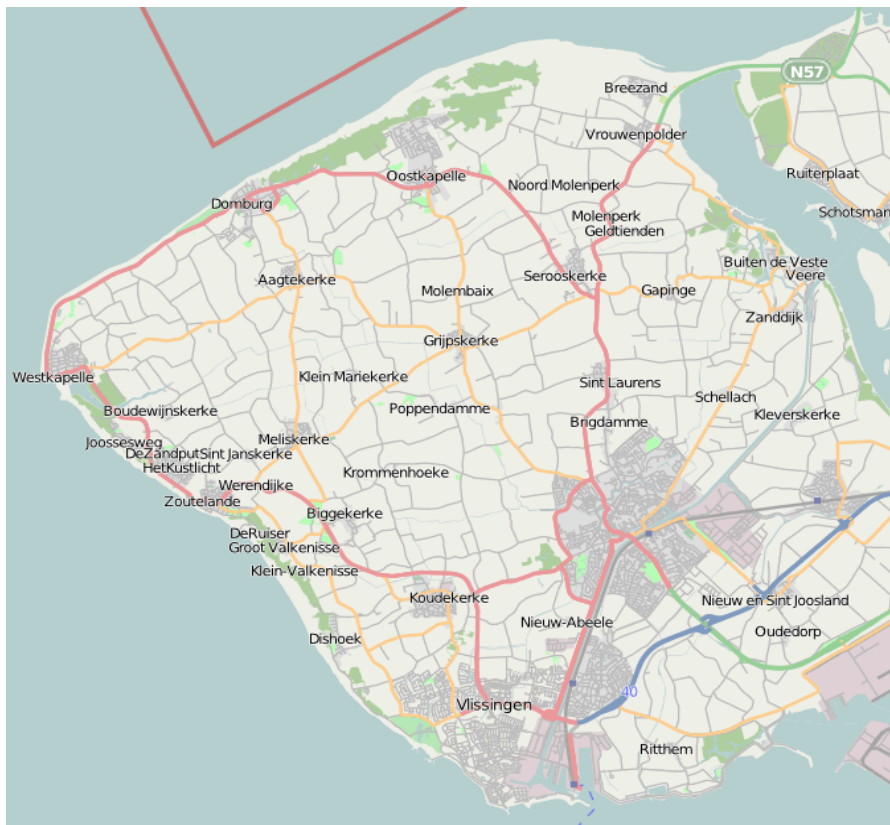 N57
Breezand
Vrouwenpolder
Oostkapelle
Ruiterplaat
Noord Molenperk
Domburg
Schotsman
Molenperk
Geldtienden
Buiten de Veste
Veere
Aagtekerke
Serooskerke
Molembaix
Gapinge
Zanddijk
Grijpskerke
Westkapelle
Klein Mariekerke
Sint Laurens
Schellach
Boudewijnskerke
Poppendamme
Kleverskerke
Brigdamme
Joossesweg
Meliskerke
DeZandput
Sint Janskerke
HetKustlicht
Krommenhoeke
Werendijke
Zoutelande
Biggekerke
DeRuiser
Groot Valkenisse
Klein-Valkenisse
Koudekerke
Nieuw en Sint Joosland
Nieuw-Abeele
Oudedorp
Dishoek
40
Vlissingen
Ritthem